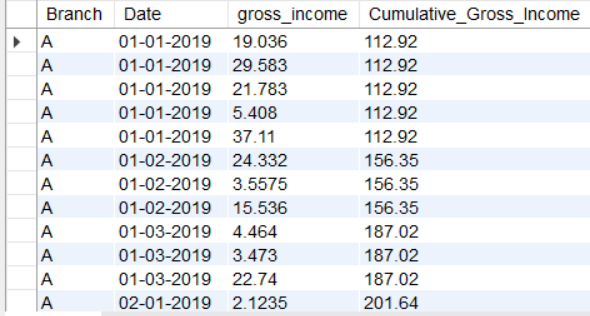 Branch Date gross_income Cumulative_Gross_Income
A 01-01-2019 19.036 112.92
A 01-01-2019 29.583 112.92
A 01-01-2019 21.783 112.92
A 01-01-2019 5.408 112.92
A 01-01-2019 37.11 112.92
A 01-02-2019 24.332 156.35
A 01-02-2019 3.5575 156.35
A 01-02-2019 15.536 156.35
A 01-03-2019 4.464 187.02
A 01-03-2019 3.473 187.02
A 01-03-2019 22.74 187.02
A 02-01-2019 2.1235 201.64